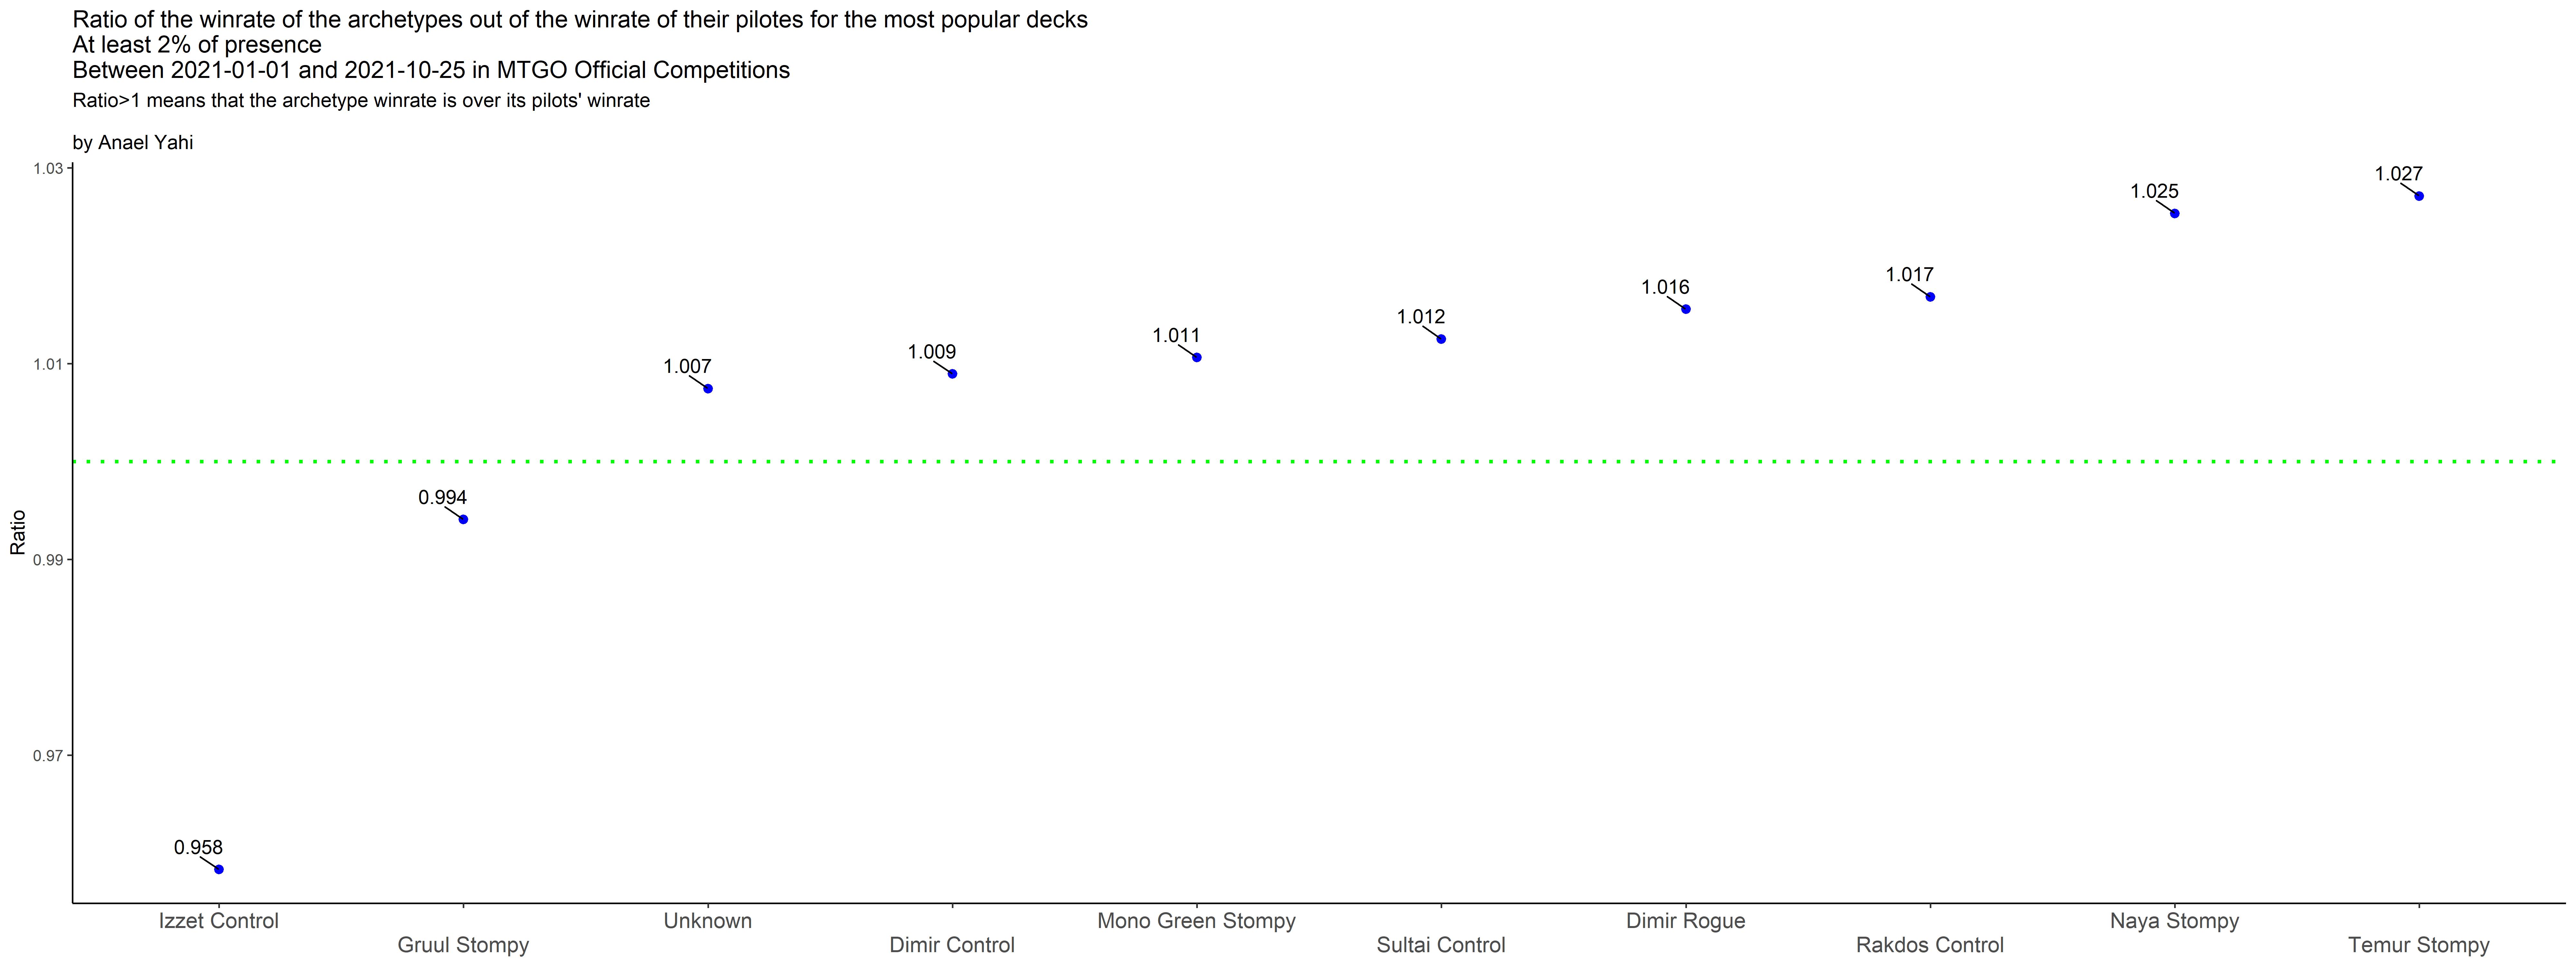 Ratio of the winrate of the archetypes out of the winrate of their pilotes for the most popular decks
At least 2% of presence
Between 2021-01-01 and 2021-10-25 in MTGO Official Competitions
Ratio>1 means that the archetype winrate is over its pilots' winrate
by Anael Yahi
Ratio
1.03
1.01
0.99
0.97
0.958
0.994
1.007
1.009
1.011
1.012
1.016
1.017
1.025
1.027
Izzet Control
Gruul Stompy
Unknown
Dimir Control
Mono Green Stompy
Sultai Control
Dimir Rogue
Rakdos Control
Naya Stompy
Temur Stompy